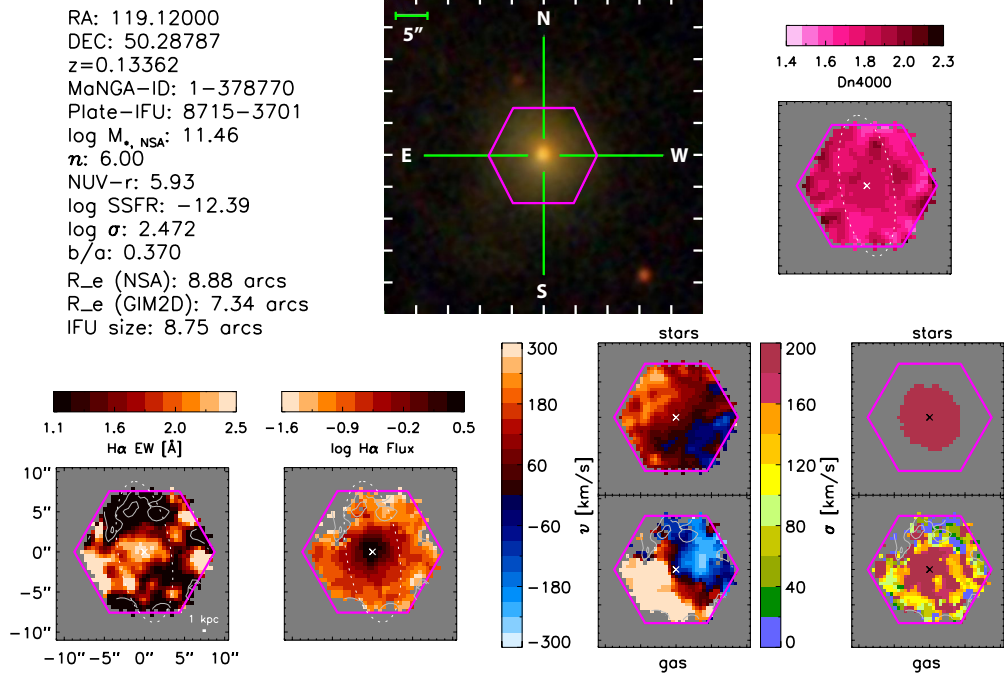 RA: 119.12000
DEC: 50.28787
z=0.13362
MaNGA-ID: 1-378770
Plate-IFU: 8715-3701
log M*, NSA: 11.46
n: 6.00
NUV-r: 5.93
log SSFR: -12.39
log σ: 2.472
b/a: 0.370
R_e (NSA): 8.88 arcs
R_e (GIM2D): 7.34 arcs
IFU size: 8.75 arcs
5″
N
E
W
S
1.4 1.6 1.8 2.0 2.3
Dn4000
1.1 1.6 2.0 2.5
Hα EW [Å]
-1.6 -0.9 -0.2 0.5
log Hα Flux
10″
5″
0″
-5″
-10″
-10″ -5″ 0″ 5″ 10″
1 kpc
300
180
60
-60
-180
-300
v [km/s]
stars
gas
200
160
120
80
40
0
σ [km/s]
stars
gas